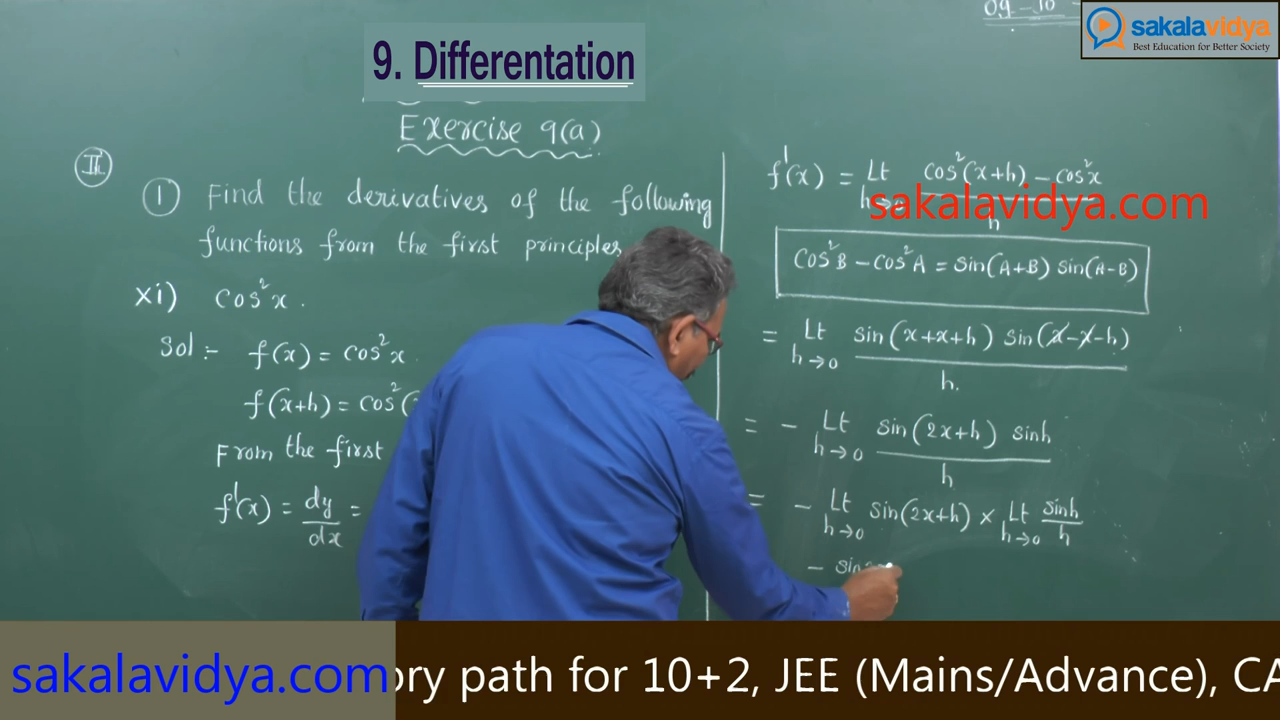 09-10
sakalavidya
Best Education for Better Society
9. Differentation
Exercise 9(a)
II
1 Find the derivatives of the following
functions from the first principles
xi) cos²x.
Sol :- f(x) = cos²x
f(x+h) = cos²(
From the first
f'(x) = dy/dx =
f'(x) = Lt h→0 cos²(x+h) - cos²x / h
sakalavidya.com
cos²B - cos²A = sin(A+B) sin(A-B)
= Lt h→0 sin(x+x+h) sin(x-x-h) / h.
= - Lt h→0 sin(2x+h) sinh / h
= - Lt h→0 sin(2x+h) × Lt h→0 sinh/h
- sin
sakalavidya.com
ory path for 10+2, JEE (Mains/Advance), CA